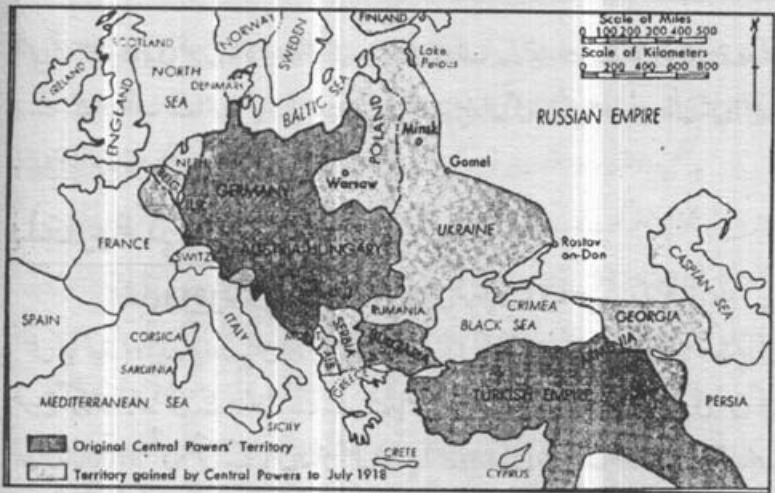 SCOTLAND
IRELAND
ENGLAND
NORTH
SEA
NORWAY
SWEDEN
DENMARK
BALTIC SEA
FINLAND
Lake
Peipus
Scale of Miles
0 100 200 300 400 500
Scale of Kilometers
0 200 400 600 800
RUSSIAN EMPIRE
POLAND
Minsk
Gomel
Warsaw
GERMANY
FRANCE
SWITZ
AUSTRIA-HUNGARY
UKRAINE
Rostov
on-Don
CASPIAN SEA
SPAIN
CORSICA
SARDINIA
ITALY
SERBIA
RUMANIA
BULGARIA
CRIMEA
BLACK SEA
GEORGIA
ARMENIA
MEDITERRANEAN SEA
SICILY
ALB
GREECE
TURKISH EMPIRE
PERSIA
CRETE
CYPRUS
Original Central Powers' Territory
Territory gained by Central Powers to July 1918